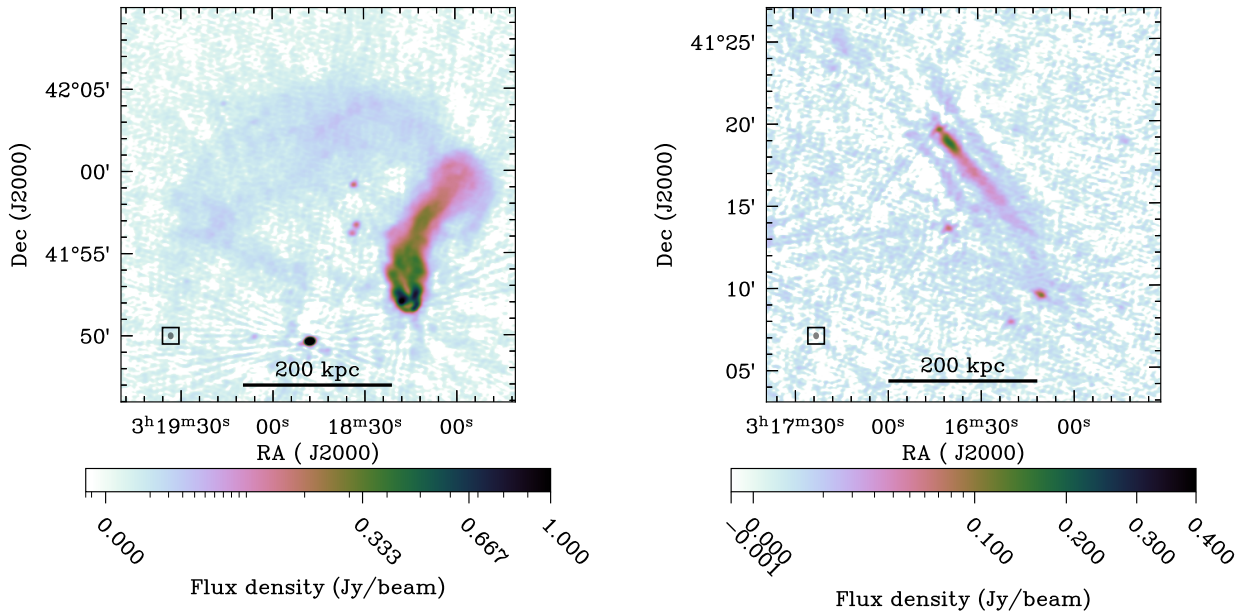 42°05'
00'
41°55'
50'
Dec (J2000)
200 kpc
3ʰ19ᵐ30ˢ 00ˢ 18ᵐ30ˢ 00ˢ
RA ( J2000)
0.000 0.333 0.667 1.000
Flux density (Jy/beam)
41°25'
20'
15'
10'
05'
Dec (J2000)
200 kpc
3ʰ17ᵐ30ˢ 00ˢ 16ᵐ30ˢ 00ˢ
RA ( J2000)
−0.001 0.000 0.100 0.200 0.300 0.400
Flux density (Jy/beam)